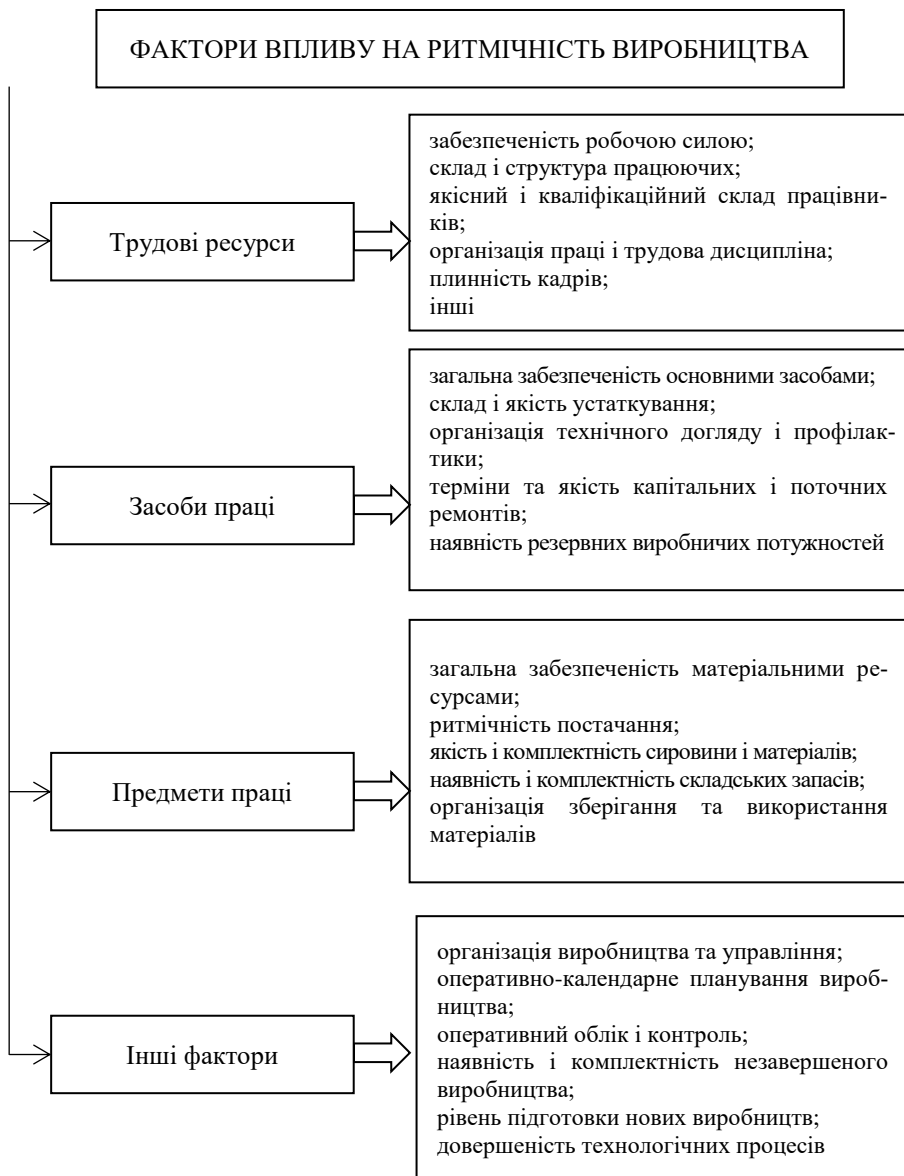 ФАКТОРИ ВПЛИВУ НА РИТМІЧНІСТЬ ВИРОБНИЦТВА
Трудові ресурси
забезпеченість робочою силою;
склад і структура працюючих;
якісний і кваліфікаційний склад працівни-
ків;
організація праці і трудова дисципліна;
плинність кадрів;
інші
Засоби праці
загальна забезпеченість основними засобами;
склад і якість устаткування;
організація технічного догляду і профілак-
тики;
терміни та якість капітальних і поточних
ремонтів;
наявність резервних виробничих потужностей
Предмети праці
загальна забезпеченість матеріальними ре-
сурсами;
ритмічність постачання;
якість і комплектність сировини і матеріалів;
наявність і комплектність складських запасів;
організація зберігання та використання
матеріалів
Інші фактори
організація виробництва та управління;
оперативно-календарне планування вироб-
ництва;
оперативний облік і контроль;
наявність і комплектність незавершеного
виробництва;
рівень підготовки нових виробництв;
довершеність технологічних процесів